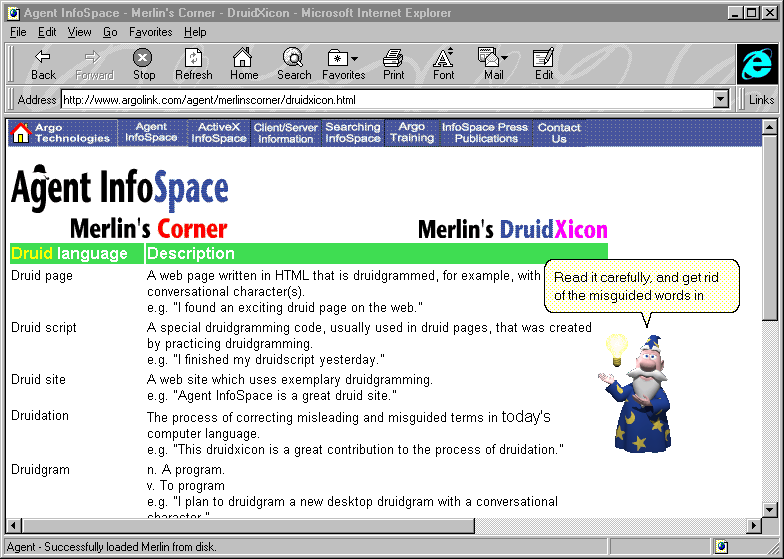 Agent InfoSpace - Merlin's Corner - DruidXicon - Microsoft Internet Explorer
File Edit View Go Favorites Help
Back Forward Stop Refresh Home Search Favorites Print Font Mail Edit
Address http://www.argolink.com/agent/merlinscorner/druidxicon.html Links
Argo Technologies
Agent InfoSpace
ActiveX InfoSpace
Client/Server Information
Searching InfoSpace
Argo Training
InfoSpace Press Publications
Contact Us
Agent InfoSpace
Merlin's Corner
Merlin's DruidXicon
Druid language Description
Druid page
A web page written in HTML that is druidgrammed, for example, with
conversational character(s).
e.g. "I found an exciting druid page on the web."
Read it carefully, and get rid
of the misguided words in
Druid script
A special druidgramming code, usually used in druid pages, that was created
by practicing druidgramming.
e.g. "I finished my druidscript yesterday."
Druid site
A web site which uses exemplary druidgramming.
e.g. "Agent InfoSpace is a great druid site."
Druidation
The process of correcting misleading and misguided terms in today's
computer language.
e.g. "This druidxicon is a great contribution to the process of druidation."
Druidgram
n. A program.
v. To program
e.g. "I plan to druidgram a new desktop druidgram with a conversational
character."
Agent - Successfully loaded Merlin from disk.